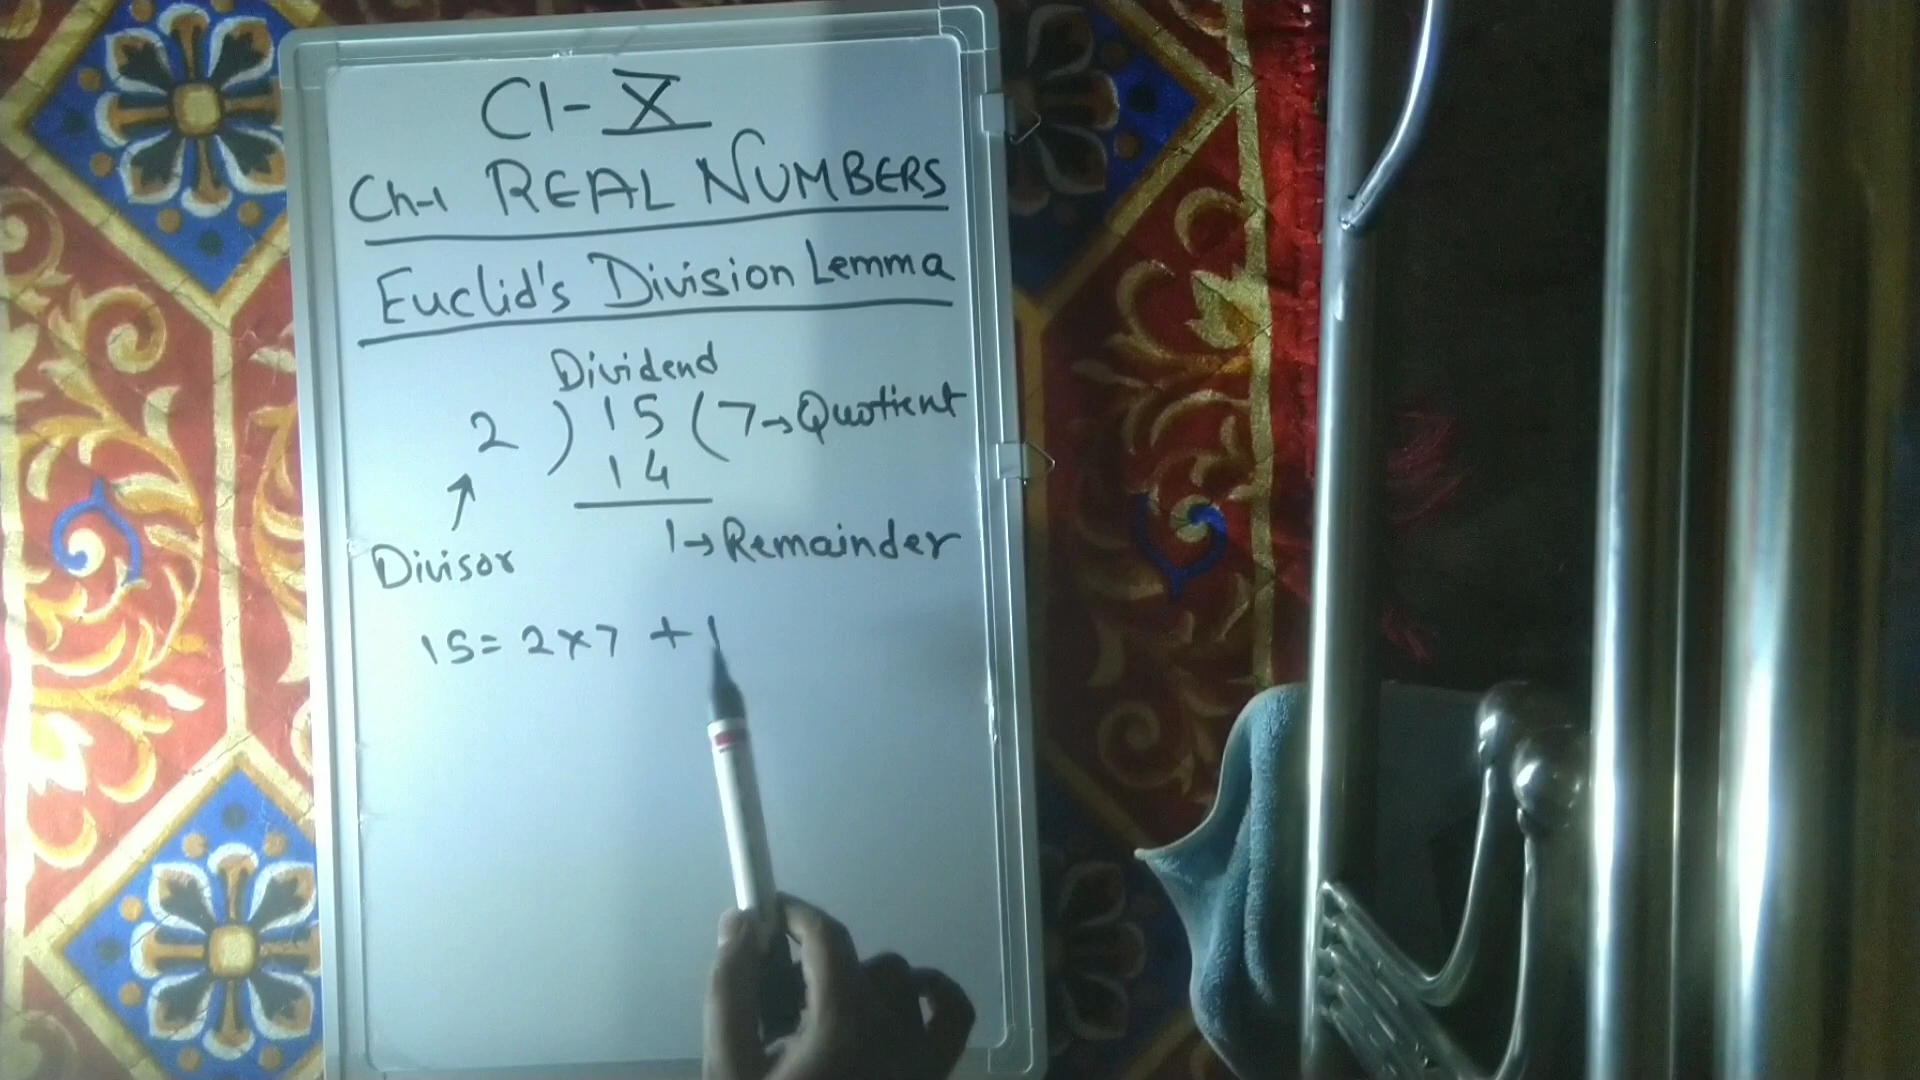 Cl-X
Ch-1 REAL NUMBERS
Euclid's Division Lemma
Dividend
2 ) 15 ( 7→Quotient
14
1→Remainder
Divisor
15 = 2×7 + 1